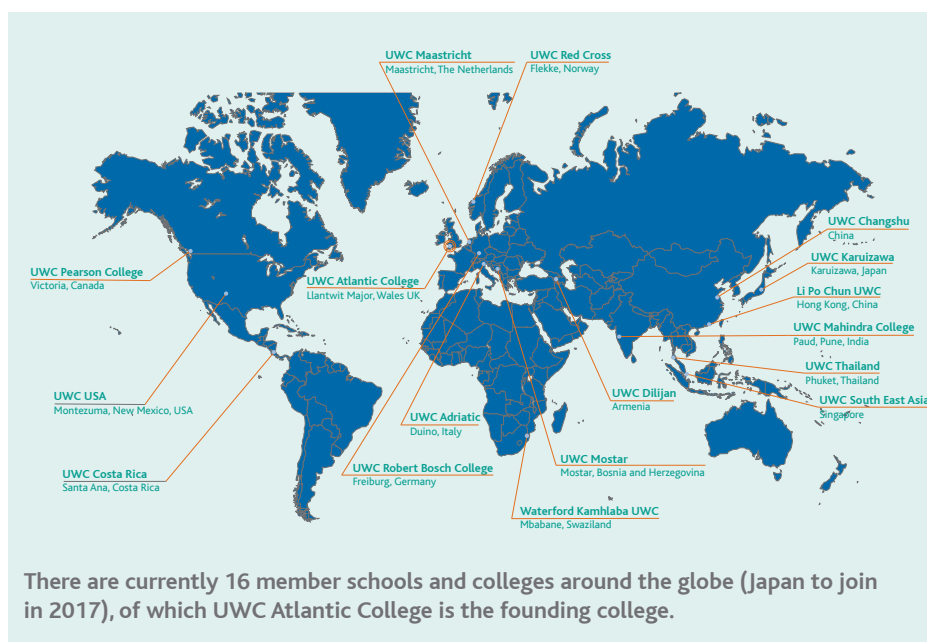 UWC Maastricht
Maastricht, The Netherlands
UWC Red Cross
Flekke, Norway
UWC Changshu
China
UWC Karuizawa
Karuizawa, Japan
UWC Pearson College
Victoria, Canada
UWC Atlantic College
Llantwit Major, Wales UK
Li Po Chun UWC
Hong Kong, China
UWC Mahindra College
Paud, Pune, India
UWC Thailand
Phuket, Thailand
UWC USA
Montezuma, New Mexico, USA
UWC Dilijan
Armenia
UWC South East Asia
Singapore
UWC Adriatic
Duino, Italy
UWC Mostar
Mostar, Bosnia and Herzegovina
UWC Robert Bosch College
Freiburg, Germany
UWC Costa Rica
Santa Ana, Costa Rica
Waterford Kamhlaba UWC
Mbabane, Swaziland
There are currently 16 member schools and colleges around the globe (Japan to join
in 2017), of which UWC Atlantic College is the founding college.